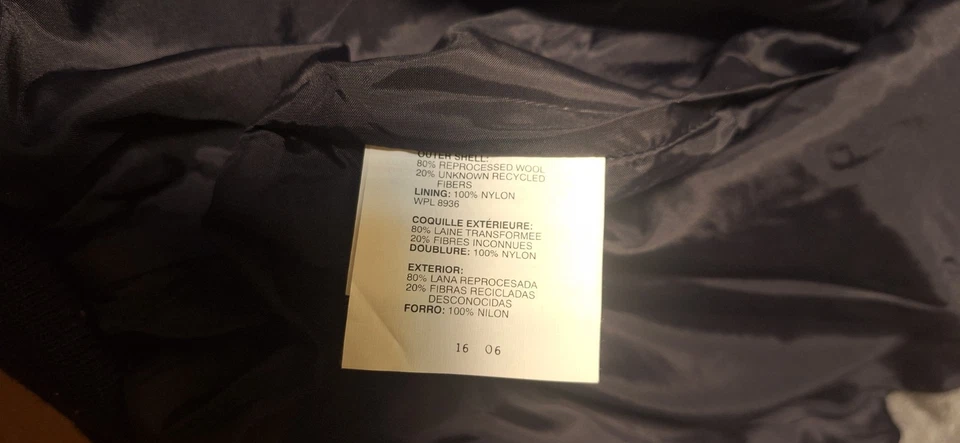 OUTER SHELL:
80% REPROCESSED WOOL
20% UNKNOWN RECYCLED
FIBERS
LINING: 100% NYLON
WPL 8936
COQUILLE EXTÉRIEURE:
80% LAINE TRANSFORMEE
20% FIBRES INCONNUES
DOUBLURE: 100% NYLON
EXTERIOR:
80% LANA REPROCESADA
20% FIBRAS RECICLADAS
DESCONOCIDAS
FORRO: 100% NILON
16 06